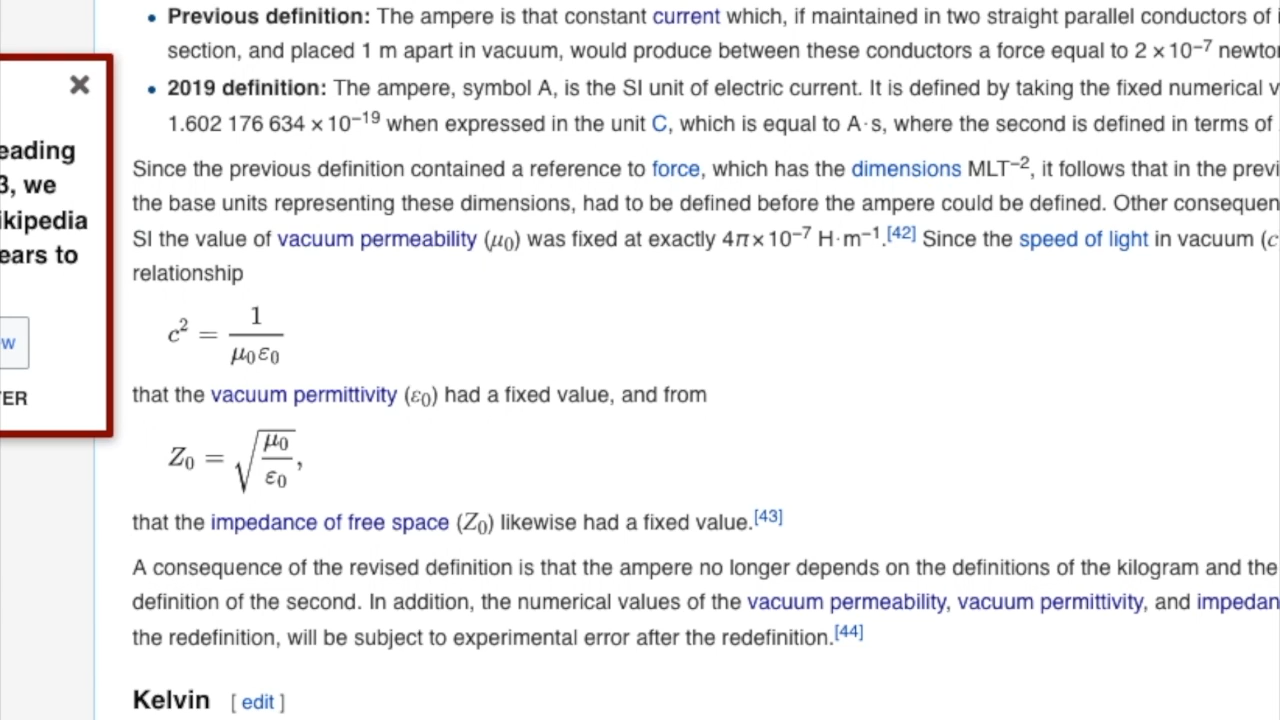 • Previous definition: The ampere is that constant current which, if maintained in two straight parallel conductors of
section, and placed 1 m apart in vacuum, would produce between these conductors a force equal to 2 × 10⁻⁷
• 2019 definition: The ampere, symbol A, is the SI unit of electric current. It is defined by taking the fixed numerical
1.602 176 634 × 10⁻¹⁹ when expressed in the unit C, which is equal to A·s, where the second is defined in terms of
Since the previous definition contained a reference to force, which has the dimensions MLT⁻², it follows that in the
the base units representing these dimensions, had to be defined before the ampere could be defined. Other
SI the value of vacuum permeability (μ₀) was fixed at exactly 4π × 10⁻⁷ H·m⁻¹.[42] Since the speed of light in vacuum (c
relationship
c² = 1/(μ₀ε₀)
that the vacuum permittivity (ε₀) had a fixed value, and from
Z₀ = √(μ₀/ε₀),
that the impedance of free space (Z₀) likewise had a fixed value.[43]
A consequence of the revised definition is that the ampere no longer depends on the definitions of the kilogram and the
definition of the second. In addition, the numerical values of the vacuum permeability, vacuum permittivity, and
the redefinition, will be subject to experimental error after the redefinition.[44]
Kelvin [ edit ]
×
eading
3, we
ikipedia
ears to
w
ER